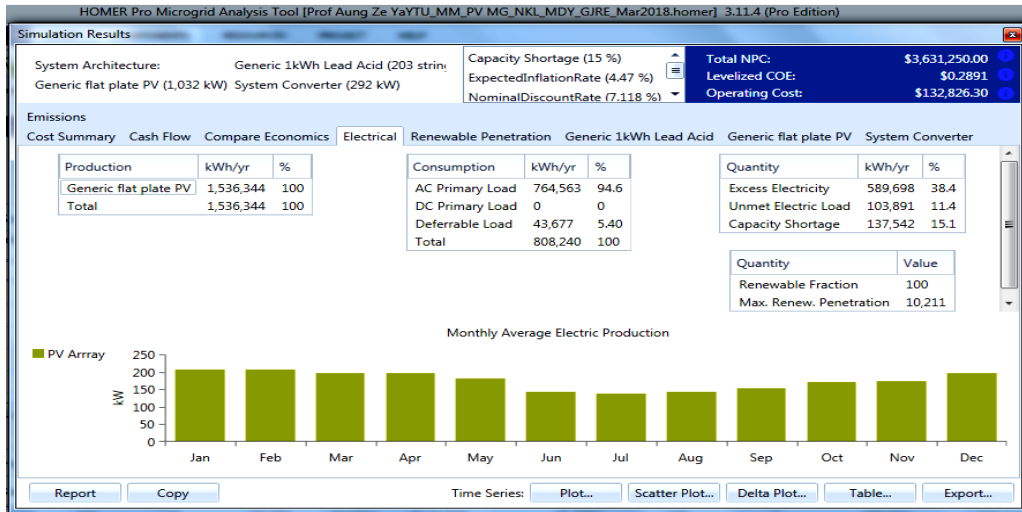 HOMER Pro Microgrid Analysis Tool [Prof Aung Ze YaYTU_MM_PV MG_NKL_MDY_GJRE_Mar2018.homer] 3.11.4 (Pro Edition)
Simulation Results
System Architecture: Generic 1kWh Lead Acid (203 string
Generic flat plate PV (1,032 kW) System Converter (292 kW)
Capacity Shortage (15 %)
ExpectedInflationRate (4.47 %)
NominalDiscountRate (7.118 %)
Total NPC: $3,631,250.00
Levelized COE: $0.2891
Operating Cost: $132,826.30
Emissions
Cost Summary Cash Flow Compare Economics Electrical Renewable Penetration Generic 1kWh Lead Acid Generic flat plate PV System Converter
Production kWh/yr %
Generic flat plate PV 1,536,344 100
Total 1,536,344 100
Consumption kWh/yr %
AC Primary Load 764,563 94.6
DC Primary Load 0 0
Deferrable Load 43,677 5.40
Total 808,240 100
Quantity kWh/yr %
Excess Electricity 589,698 38.4
Unmet Electric Load 103,891 11.4
Capacity Shortage 137,542 15.1
Quantity Value
Renewable Fraction 100
Max. Renew. Penetration 10,211
Monthly Average Electric Production
PV Arrray
kW
250
200
150
100
50
0
Jan Feb Mar Apr May Jun Jul Aug Sep Oct Nov Dec
Report Copy Time Series: Plot... Scatter Plot... Delta Plot... Table... Export...